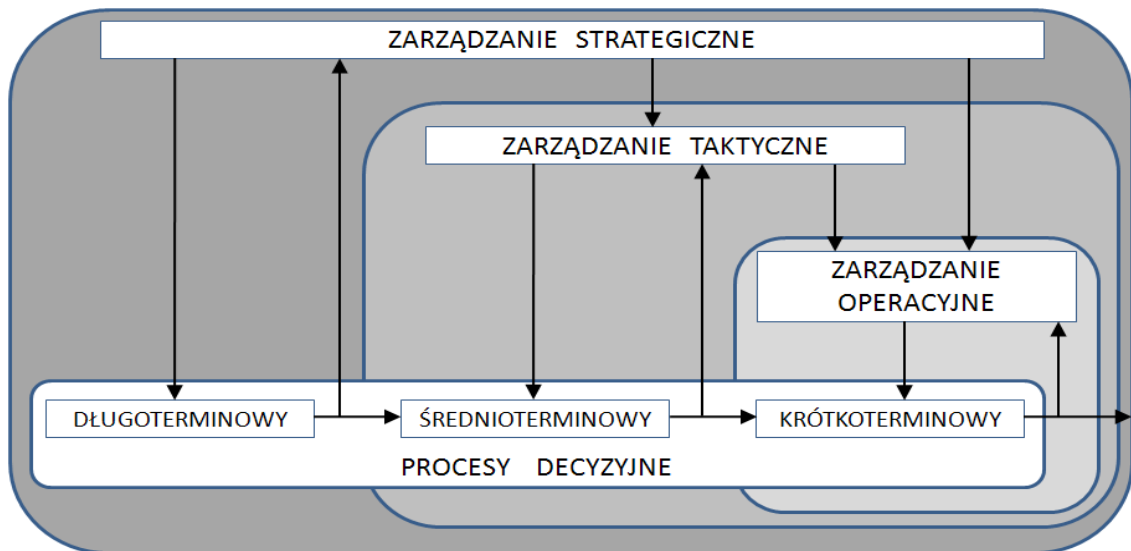 ZARZĄDZANIE STRATEGICZNE
ZARZĄDZANIE TAKTYCZNE
ZARZĄDZANIE
OPERACYJNE
DŁUGOTERMINOWY
ŚREDNIOTERMINOWY
KRÓTKOTERMINOWY
PROCESY DECYZYJNE